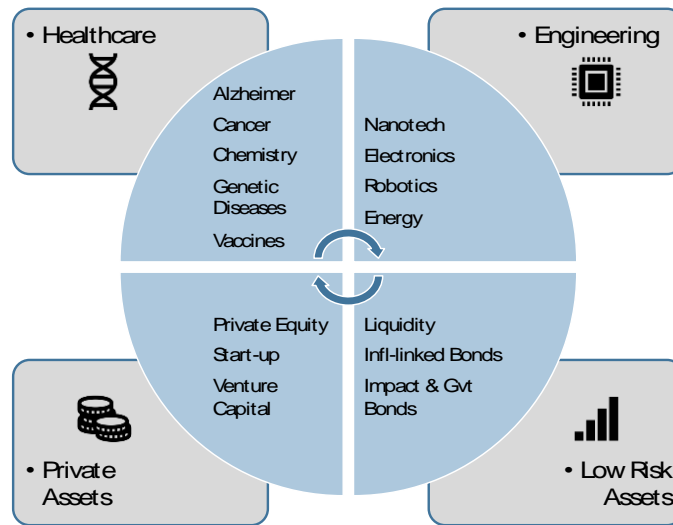 • Healthcare
Alzheimer
Cancer
Chemistry
Genetic
Diseases
Vaccines
• Engineering
Nanotech
Electronics
Robotics
Energy
Private Equity
Start-up
Venture
Capital
• Private
Assets
Liquidity
Infl-linked Bonds
Impact & Gvt
Bonds
• Low Risk
Assets